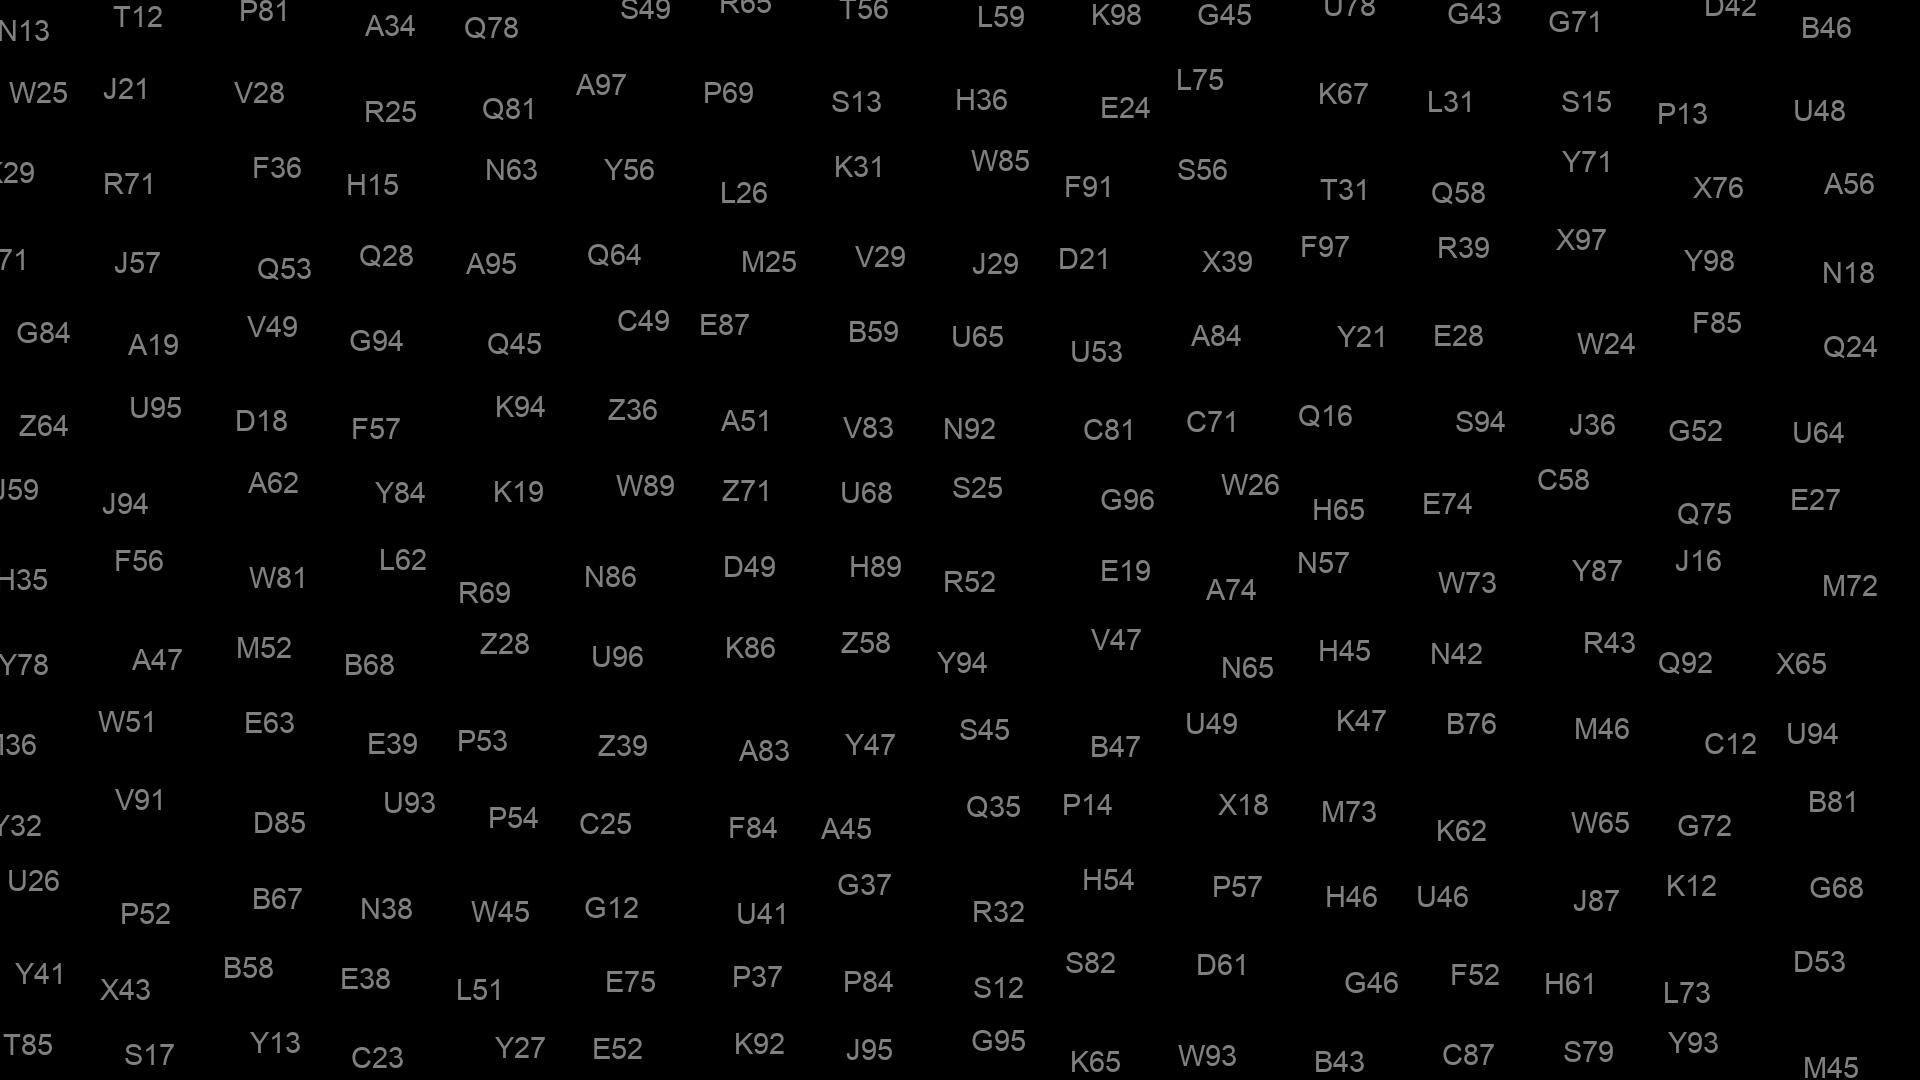 N13 T12 P81 A34 Q78 S49 R65 T56 L59 K98 G45 U78 G43 G71 D42 B46
W25 J21 V28 R25 Q81 A97 P69 S13 H36 E24 L75 K67 L31 S15 P13 U48
R71 F36 H15 N63 Y56 L26 K31 W85 F91 S56 T31 Q58 Y71 X76 A56
71 J57 Q53 Q28 A95 Q64 M25 V29 J29 D21 X39 F97 R39 X97 Y98 N18
G84 A19 V49 G94 Q45 C49 E87 B59 U65 U53 A84 Y21 E28 W24 F85 Q24
Z64 U95 D18 F57 K94 Z36 A51 V83 N92 C81 C71 Q16 S94 J36 G52 U64
J94 A62 Y84 K19 W89 Z71 U68 S25 G96 W26 H65 E74 C58 Q75 E27
H35 F56 W81 L62 R69 N86 D49 H89 R52 E19 A74 N57 W73 Y87 J16 M72
Y78 A47 M52 B68 Z28 U96 K86 Z58 Y94 V47 N65 H45 N42 R43 Q92 X65
W51 E63 E39 P53 Z39 A83 Y47 S45 B47 U49 K47 B76 M46 C12 U94
Y32 V91 D85 U93 P54 C25 F84 A45 Q35 P14 X18 M73 K62 W65 G72 B81
U26 P52 B67 N38 W45 G12 U41 G37 R32 H54 P57 H46 U46 J87 K12 G68
Y41 X43 B58 E38 L51 E75 P37 P84 S12 S82 D61 G46 F52 H61 L73 D53
T85 S17 Y13 C23 Y27 E52 K92 J95 G95 K65 W93 B43 C87 S79 Y93 M45